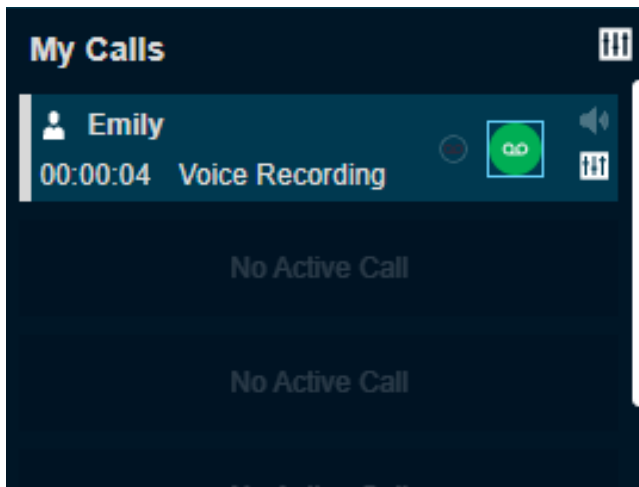 My Calls
Emily
00:00:04 Voice Recording
No Active Call
No Active Call